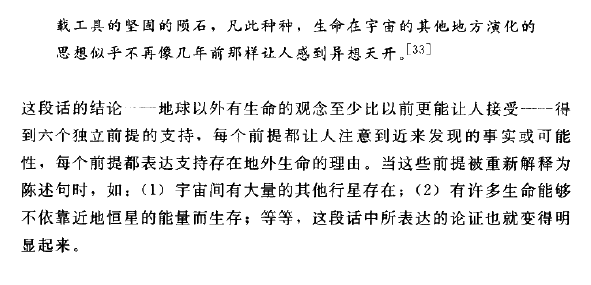 载工具的坚固的陨石，凡此种种，生命在宇宙的其他地方演化的
思想似乎不再像几年前那样让人感到异想天开。[33]
这段话的结论——地球以外有生命的观念至少比以前更能让人接受——得
到六个独立前提的支持，每个前提都让人注意到近来发现的事实或可能
性，每个前提都表达支持存在地外生命的理由。当这些前提被重新解释为
陈述句时，如：(1) 宇宙间有大量的其他行星存在；(2) 有许多生命能够
不依靠近地恒星的能量而生存；等等，这段话中所表达的论证也就变得明
显起来。